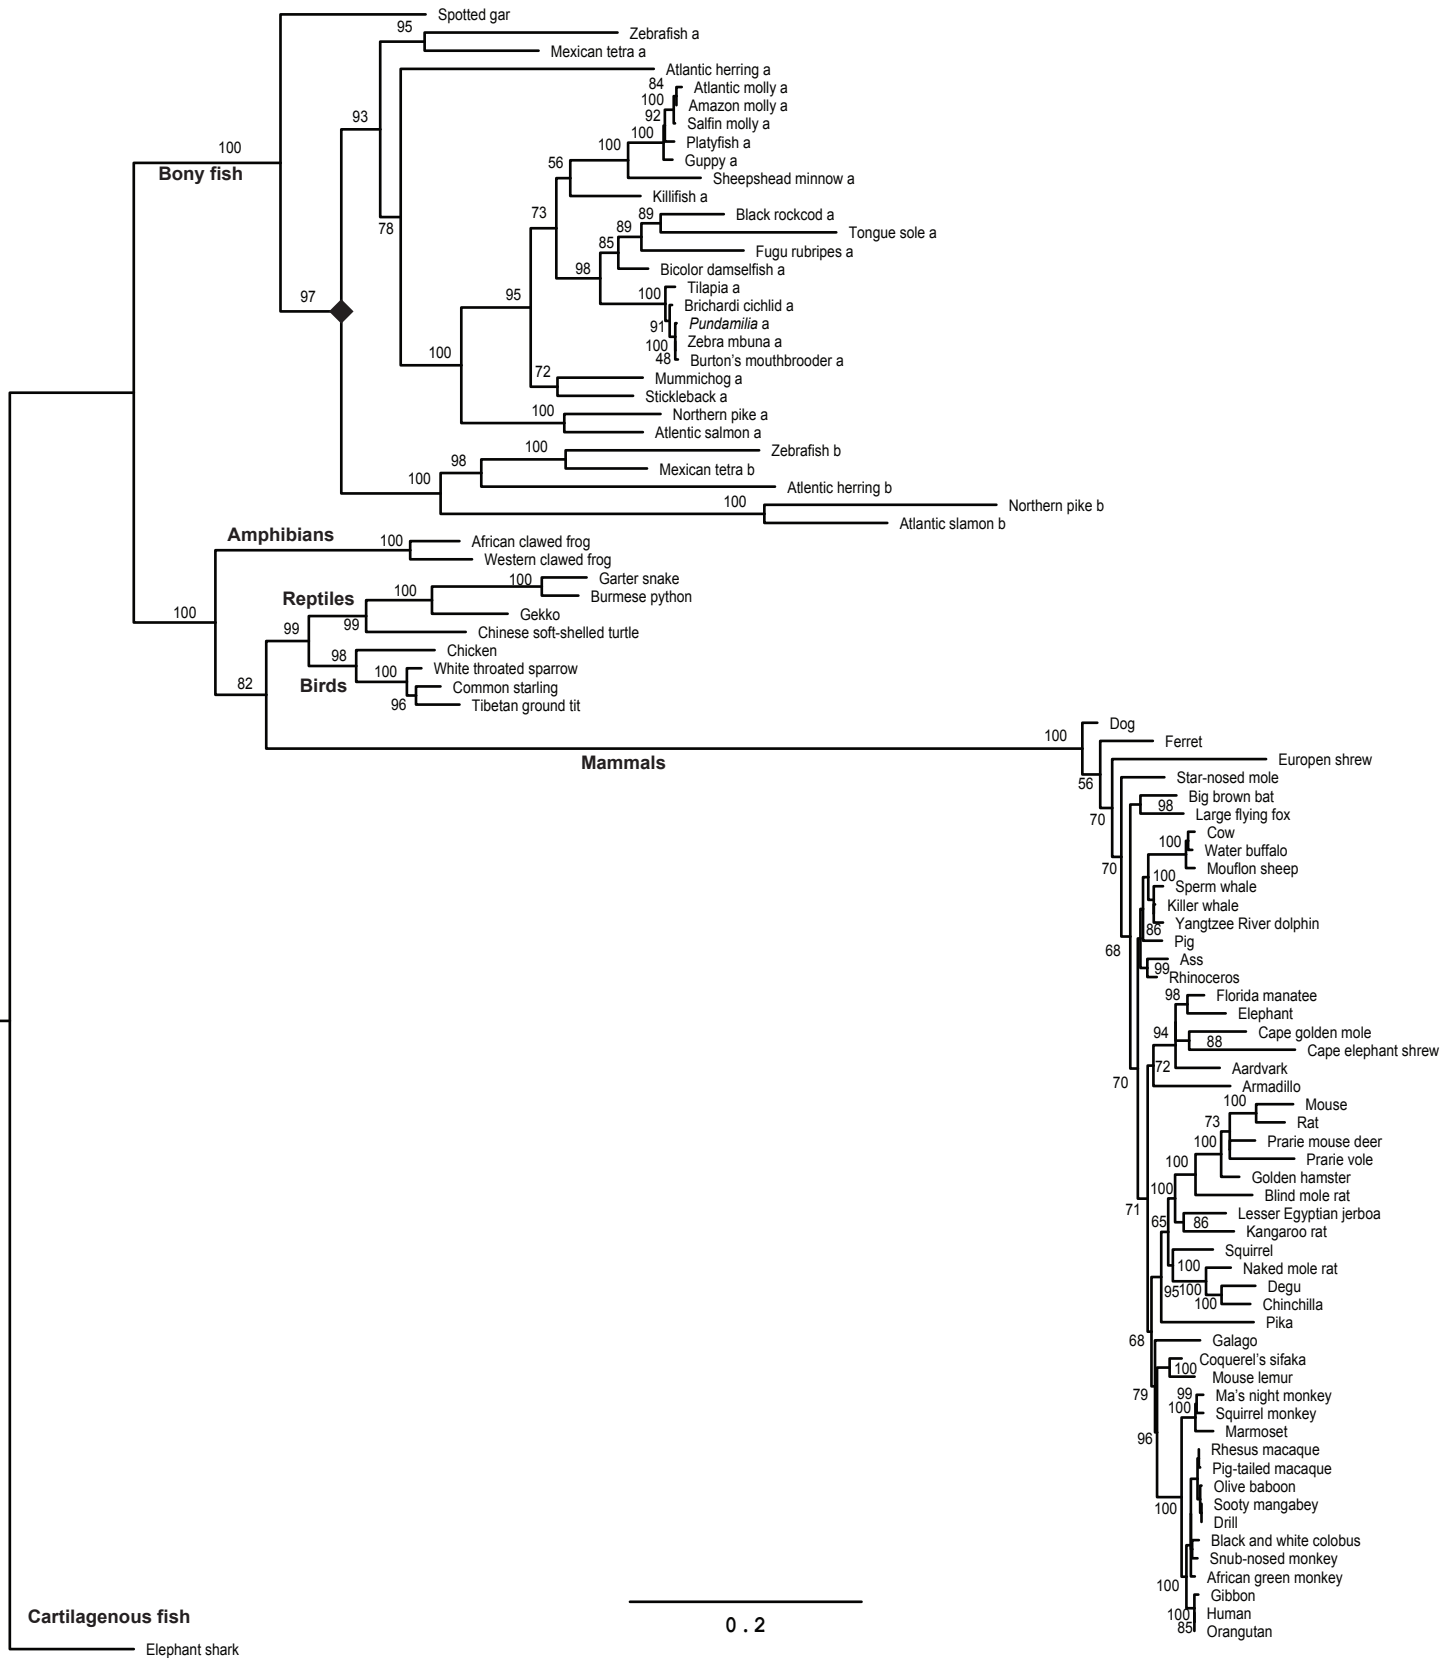 Spotted gar
95
Zebrafish a
Mexican tetra a
Atlantic herring a
84
Atlantic molly a
100
Amazon molly a
92
Salfin molly a
93
100
Platyfish a
100
Guppy a
100
Bony fish
56
Sheepshead minnow a
Killifish a
73
89
Black rockcod a
78
89
Tongue sole a
85
Fugu rubripes a
98
Bicolor damselfish a
97
95
100
Tilapia a
Brichardi cichlid a
91
Pundamilia a
100
100
Zebra mbuna a
48
Burton's mouthbrooder a
72
Mummichog a
Stickleback a
100
Northern pike a
Atlentic salmon a
100
Zebrafish b
98
Mexican tetra b
100
Atlentic herring b
100
Northern pike b
Atlantic slamon b
Amphibians
100
African clawed frog
Western clawed frog
100
Garter snake
100
Burmese python
Reptiles
Gekko
100
99
99
Chinese soft-shelled turtle
98
Chicken
100
White throated sparrow
82
Birds
Common starling
96
Tibetan ground tit
Dog
100
Ferret
Mammals
Europen shrew
56
Star-nosed mole
Big brown bat
98
70
Large flying fox
Cow
100
Water buffalo
70
Mouflon sheep
100
Sperm whale
Killer whale
Yangtzee River dolphin
86
68
Pig
Ass
99
Rhinoceros
98
Florida manatee
Elephant
94
Cape golden mole
88
Cape elephant shrew
72
Aardvark
70
Armadillo
100
Mouse
73
Rat
100
Prarie mouse deer
100
Prarie vole
Golden hamster
100
Blind mole rat
71
Lesser Egyptian jerboa
65
86
Kangaroo rat
Squirrel
100
Naked mole rat
95
100
Degu
100
Chinchilla
Pika
68
Galago
Coquerel's sifaka
100
Mouse lemur
79
99
Ma's night monkey
100
Squirrel monkey
Marmoset
96
Rhesus macaque
Pig-tailed macaque
Olive baboon
100
Sooty mangabey
Drill
Black and white colobus
Snub-nosed monkey
100
African green monkey
Gibbon
100
Human
85
Orangutan
0.2
Cartilagenous fish
Elephant shark